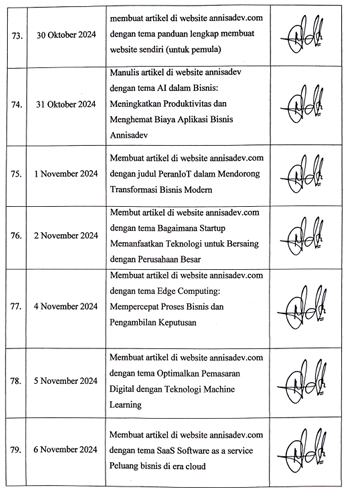 73.
30 Oktober 2024
membuat artikel di website annisadev.com
dengan tema panduan lengkap membuat
website sendiri (untuk pemula)
74.
31 Oktober 2024
Manulis artikel di website annisadev
dengan tema AI dalam Bisnis:
Meningkatkan Produktivitas dan
Menghemat Biaya Aplikasi Bisnis
Annisadev
75.
1 November 2024
Membuat artikel di website annisadev.com
dengan judul PeranIoT dalam Mendorong
Transformasi Bisnis Modern
76.
2 November 2024
Membut artikel di website annisadev.com
dengan tema Bagaimana Startup
Memanfaatkan Teknologi untuk Bersaing
dengan Perusahaan Besar
77.
4 November 2024
Membuat artikel di website annisadev.com
dengan tema Edge Computing:
Mempercepat Proses Bisnis dan
Pengambilan Keputusan
78.
5 November 2024
Membuat artikel di website annisadev.com
dengan tema Optimalkan Pemasaran
Digital dengan Teknologi Machine
Learning
79.
6 November 2024
Membuat artikel di website annisadev.com
dengan tema SaaS Software as a service
Peluang bisnis di era cloud